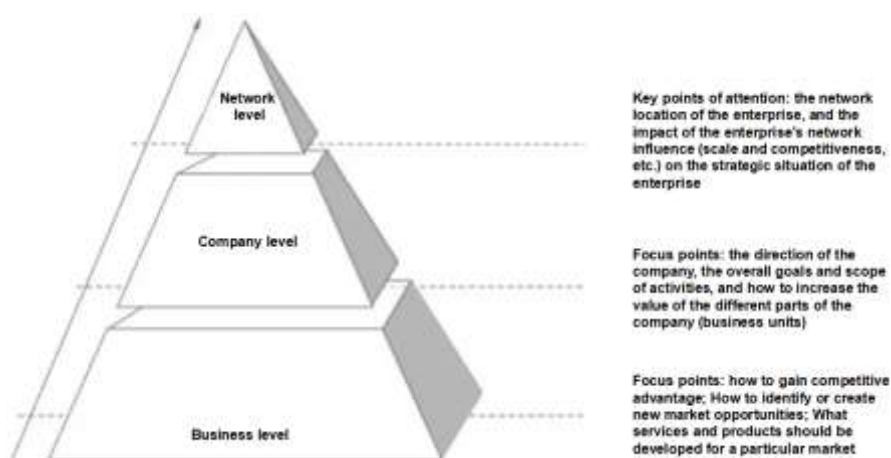 Network
level
Key points of attention: the network
location of the enterprise, and the
impact of the enterprise's network
influence (scale and competitiveness,
etc.) on the strategic situation of the
enterprise
Company level
Focus points: the direction of the
company, the overall goals and scope
of activities, and how to increase the
value of the different parts of the
company (business units)
Business level
Focus points: how to gain competitive
advantage; How to identify or create
new market opportunities; What
services and products should be
developed for a particular market